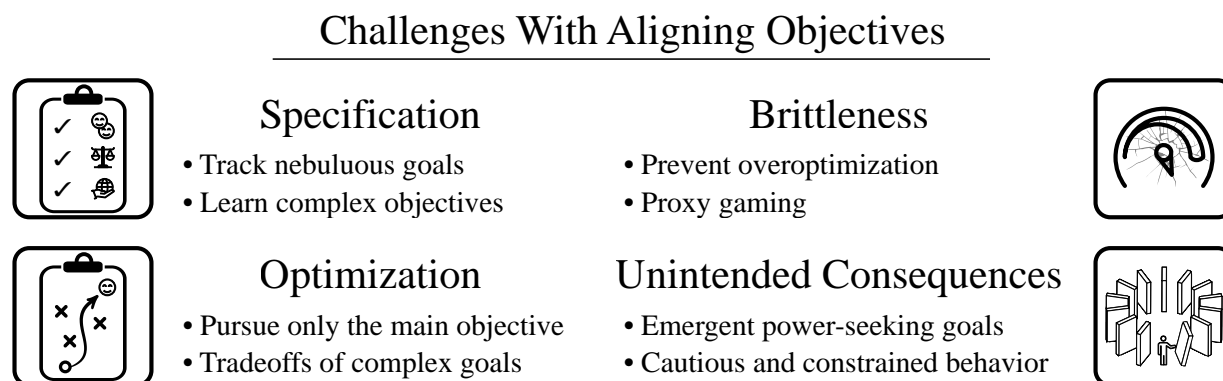 Challenges With Aligning Objectives
Specification
• Track nebuluous goals
• Learn complex objectives
Brittleness
• Prevent overoptimization
• Proxy gaming
Optimization
• Pursue only the main objective
• Tradeoffs of complex goals
Unintended Consequences
• Emergent power-seeking goals
• Cautious and constrained behavior